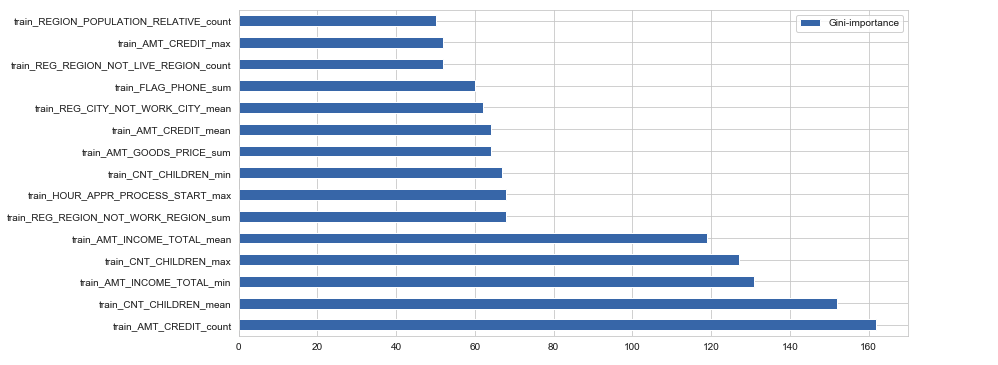 train_REGION_POPULATION_RELATIVE_count
Gini-importance
train_AMT_CREDIT_max
train_REG_REGION_NOT_LIVE_REGION_count
train_FLAG_PHONE_sum
train_REG_CITY_NOT_WORK_CITY_mean
train_AMT_CREDIT_mean
train_AMT_GOODS_PRICE_sum
train_CNT_CHILDREN_min
train_HOUR_APPR_PROCESS_START_max
train_REG_REGION_NOT_WORK_REGION_sum
train_AMT_INCOME_TOTAL_mean
train_CNT_CHILDREN_max
train_AMT_INCOME_TOTAL_min
train_CNT_CHILDREN_mean
train_AMT_CREDIT_count
0 20 40 60 80 100 120 140 160